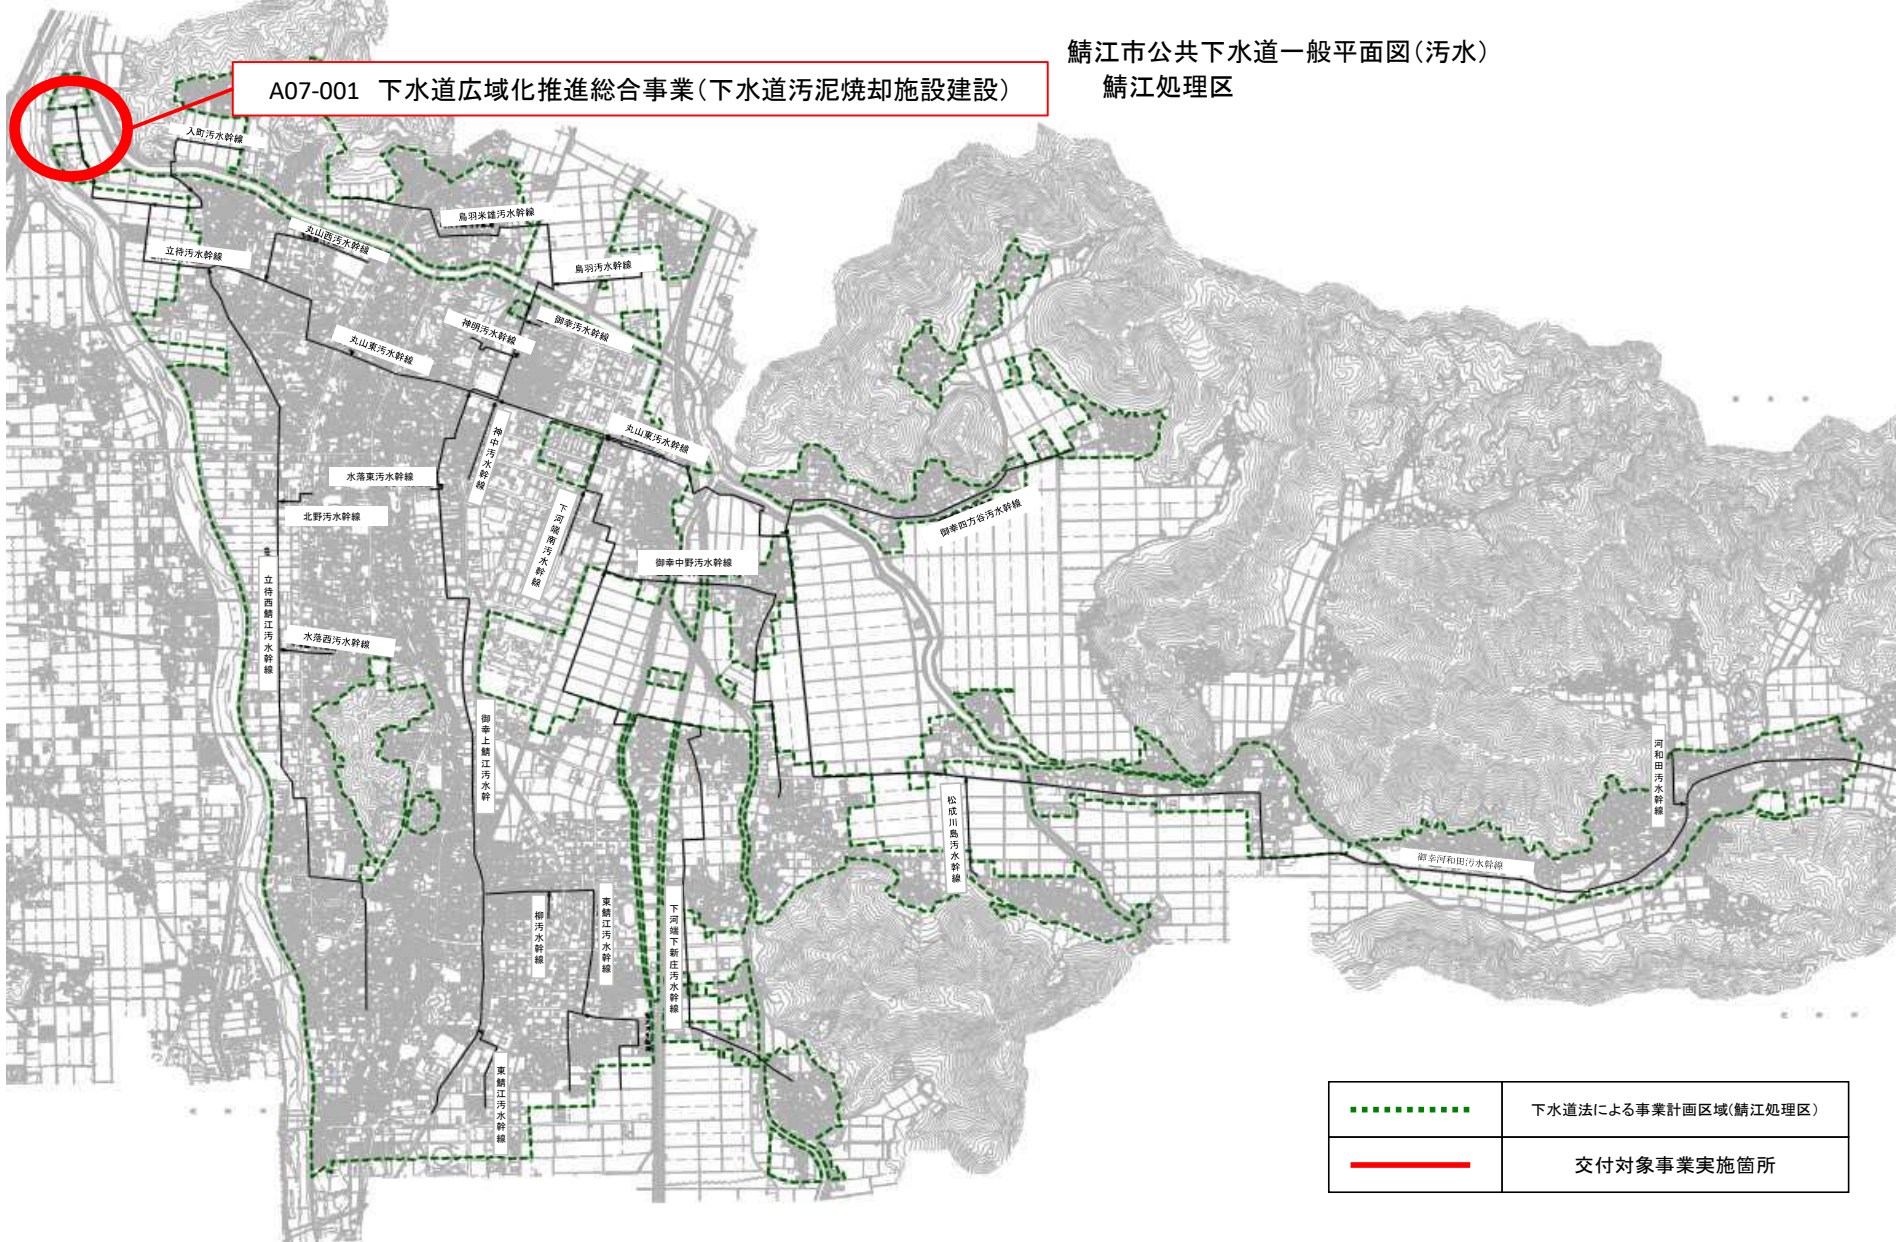 鯖江市公共下水道一般平面図(汚水)
鯖江処理区
A07-001 下水道広域化推進総合事業(下水道汚泥焼却施設建設)
入町汚水幹線
鳥羽米謹汚水幹線
丸山西汚水幹線
立待汚水幹線
鳥羽汚水幹線
神明汚水幹線
御幸汚水幹線
丸山東汚水幹線
丸山東汚水幹線
神中汚水幹線
水落東汚水幹線
北野汚水幹線
下河端南汚水幹線
御幸四方谷汚水幹線
御幸中野汚水幹線
立待西鯖江汚水幹線
水落西汚水幹線
御幸上鯖江汚水幹
河和田汚水幹線
松成川島汚水幹線
御幸河和田汚水幹線
柳汚水幹線
東鯖江汚水幹線
下河端下新庄汚水幹線
東鯖江汚水幹線
下水道法による事業計画区域(鯖江処理区)
交付対象事業実施箇所